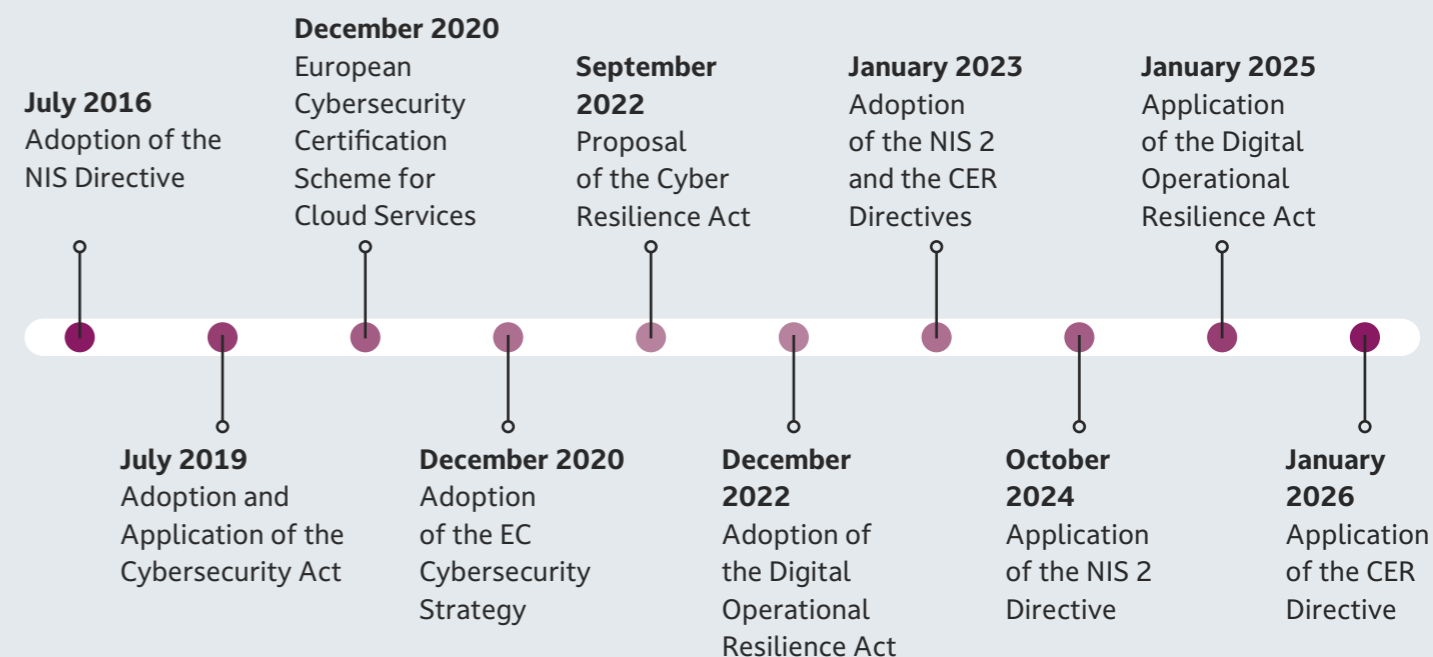 July 2016
Adoption of the
NIS Directive
July 2019
Adoption and
Application of the
Cybersecurity Act
December 2020
European
Cybersecurity
Certification
Scheme for
Cloud Services
December 2020
Adoption
of the EC
Cybersecurity
Strategy
September
2022
Proposal
of the Cyber
Resilience Act
December
2022
Adoption of
the Digital
Operational
Resilience Act
January 2023
Adoption
of the NIS 2
and the CER
Directives
October
2024
Application
of the NIS 2
Directive
January 2025
Application
of the Digital
Operational
Resilience Act
January
2026
Application
of the CER
Directive